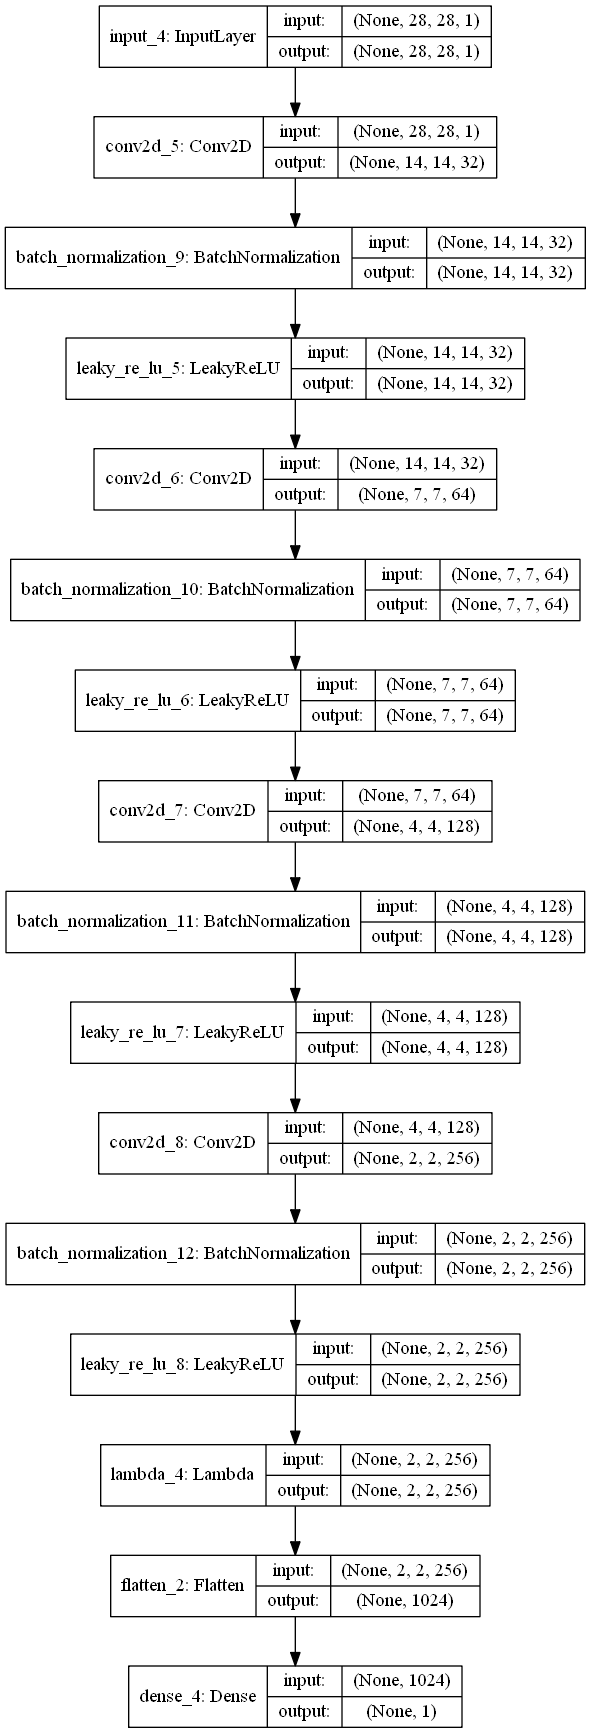 input_4: InputLayer
input: (None, 28, 28, 1)
output: (None, 28, 28, 1)
conv2d_5: Conv2D
input: (None, 28, 28, 1)
output: (None, 14, 14, 32)
batch_normalization_9: BatchNormalization
input: (None, 14, 14, 32)
output: (None, 14, 14, 32)
leaky_re_lu_5: LeakyReLU
input: (None, 14, 14, 32)
output: (None, 14, 14, 32)
conv2d_6: Conv2D
input: (None, 14, 14, 32)
output: (None, 7, 7, 64)
batch_normalization_10: BatchNormalization
input: (None, 7, 7, 64)
output: (None, 7, 7, 64)
leaky_re_lu_6: LeakyReLU
input: (None, 7, 7, 64)
output: (None, 7, 7, 64)
conv2d_7: Conv2D
input: (None, 7, 7, 64)
output: (None, 4, 4, 128)
batch_normalization_11: BatchNormalization
input: (None, 4, 4, 128)
output: (None, 4, 4, 128)
leaky_re_lu_7: LeakyReLU
input: (None, 4, 4, 128)
output: (None, 4, 4, 128)
conv2d_8: Conv2D
input: (None, 4, 4, 128)
output: (None, 2, 2, 256)
batch_normalization_12: BatchNormalization
input: (None, 2, 2, 256)
output: (None, 2, 2, 256)
leaky_re_lu_8: LeakyReLU
input: (None, 2, 2, 256)
output: (None, 2, 2, 256)
lambda_4: Lambda
input: (None, 2, 2, 256)
output: (None, 2, 2, 256)
flatten_2: Flatten
input: (None, 2, 2, 256)
output: (None, 1024)
dense_4: Dense
input: (None, 1024)
output: (None, 1)